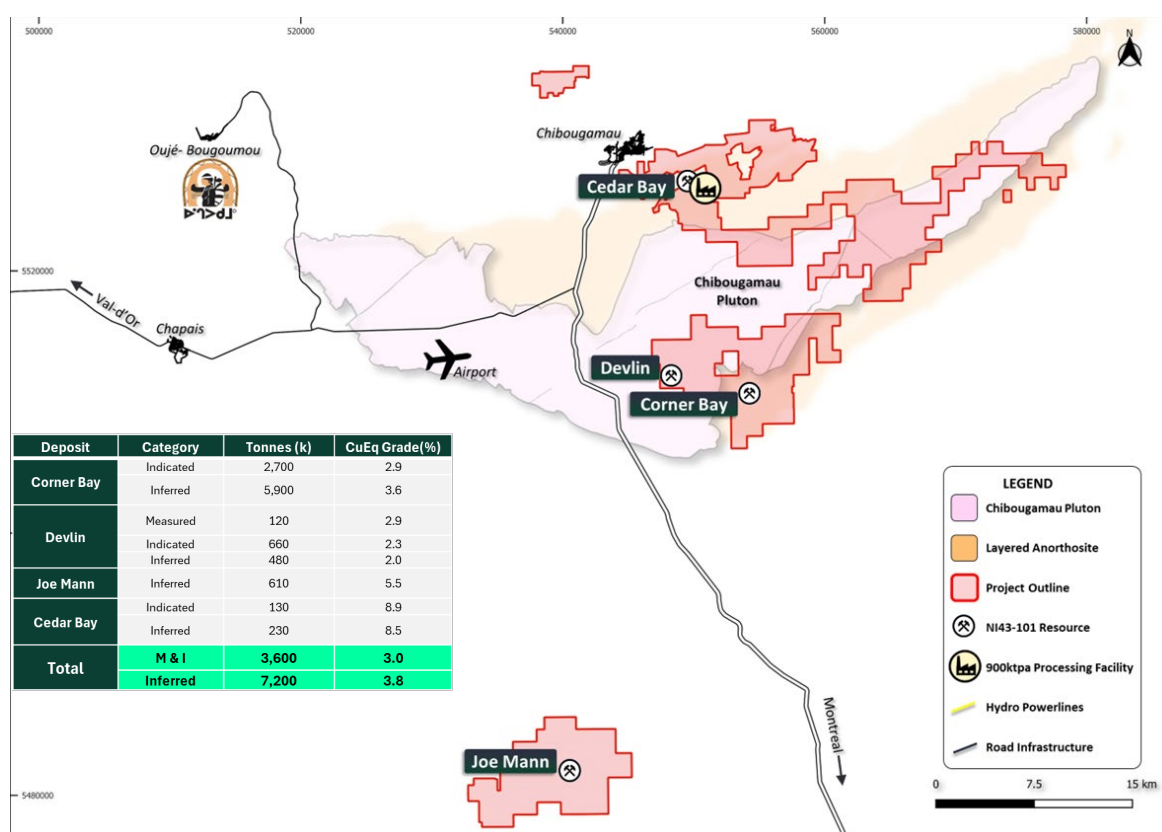 500000 520000 540000 560000 580000
N
Chibougamau
Oujé- Bougoumou
ᐆᒉᐳᑯᒧ
Cedar Bay
5520000
Val-d'Or
Chapais
Airport
Chibougamau
Pluton
Devlin
Corner Bay
Deposit Category Tonnes (k) CuEq Grade(%)
Corner Bay Indicated 2,700 2.9
Inferred 5,900 3.6
Devlin Measured 120 2.9
Indicated 660 2.3
Inferred 480 2.0
Joe Mann Inferred 610 5.5
Cedar Bay Indicated 130 8.9
Inferred 230 8.5
Total M & I 3,600 3.0
Inferred 7,200 3.8
LEGEND
Chibougamau Pluton
Layered Anorthosite
Project Outline
NI43-101 Resource
900ktpa Processing Facility
Hydro Powerlines
Road Infrastructure
Montreal
Joe Mann
5480000
0 7.5 15 km